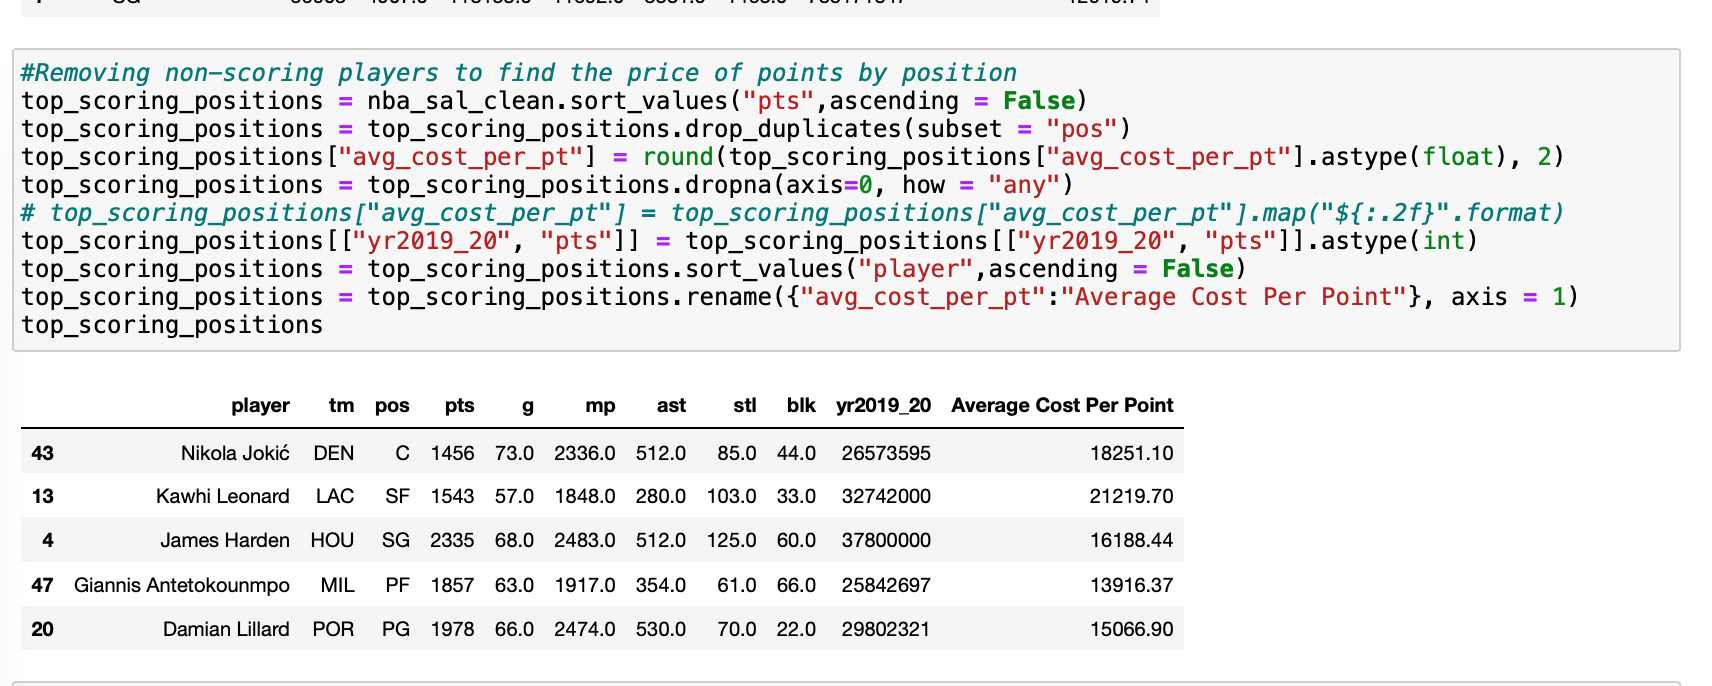 #Removing non-scoring players to find the price of points by position
top_scoring_positions = nba_sal_clean.sort_values("pts",ascending = False)
top_scoring_positions = top_scoring_positions.drop_duplicates(subset = "pos")
top_scoring_positions["avg_cost_per_pt"] = round(top_scoring_positions["avg_cost_per_pt"].astype(float), 2)
top_scoring_positions = top_scoring_positions.dropna(axis=0, how = "any")
# top_scoring_positions["avg_cost_per_pt"] = top_scoring_positions["avg_cost_per_pt"].map("${:.2f}".format)
top_scoring_positions[["yr2019_20", "pts"]] = top_scoring_positions[["yr2019_20", "pts"]].astype(int)
top_scoring_positions = top_scoring_positions.sort_values("player",ascending = False)
top_scoring_positions = top_scoring_positions.rename({"avg_cost_per_pt":"Average Cost Per Point"}, axis = 1)
top_scoring_positions
player tm pos pts g mp ast stl blk yr2019_20 Average Cost Per Point
43 Nikola Jokić DEN C 1456 73.0 2336.0 512.0 85.0 44.0 26573595 18251.10
13 Kawhi Leonard LAC SF 1543 57.0 1848.0 280.0 103.0 33.0 32742000 21219.70
4 James Harden HOU SG 2335 68.0 2483.0 512.0 125.0 60.0 37800000 16188.44
47 Giannis Antetokounmpo MIL PF 1857 63.0 1917.0 354.0 61.0 66.0 25842697 13916.37
20 Damian Lillard POR PG 1978 66.0 2474.0 530.0 70.0 22.0 29802321 15066.90